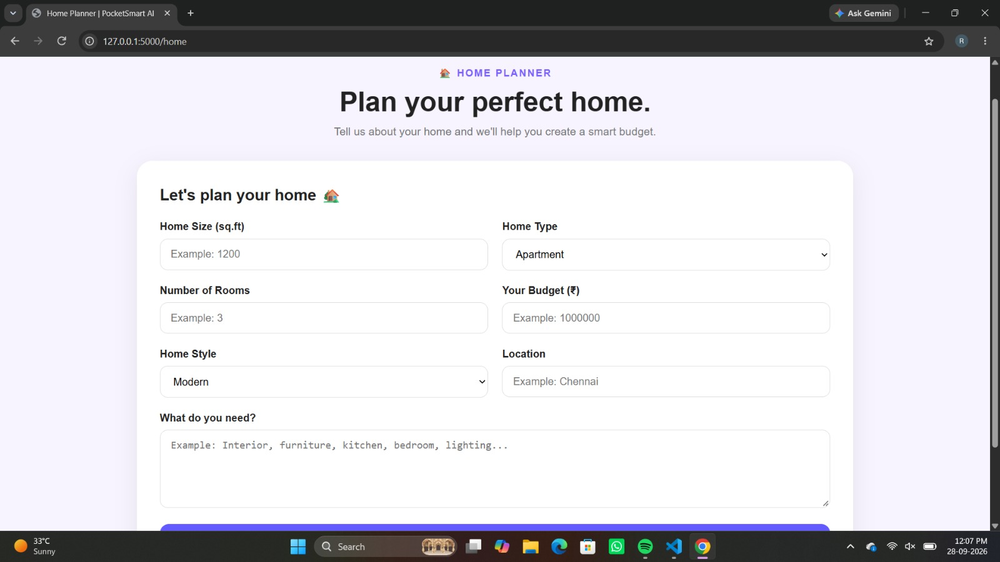 Home Planner | PocketSmart AI
Ask Gemini
127.0.0.1:5000/home
R
🏠 HOME PLANNER
Plan your perfect home.
Tell us about your home and we'll help you create a smart budget.
Let's plan your home 🏠
Home Size (sq.ft)
Home Type
Example: 1200
Apartment
Number of Rooms
Your Budget (₹)
Example: 3
Example: 1000000
Home Style
Location
Modern
Example: Chennai
What do you need?
Example: Interior, furniture, kitchen, bedroom, lighting...
33°C
Sunny
Search
12:07 PM
28-09-2026